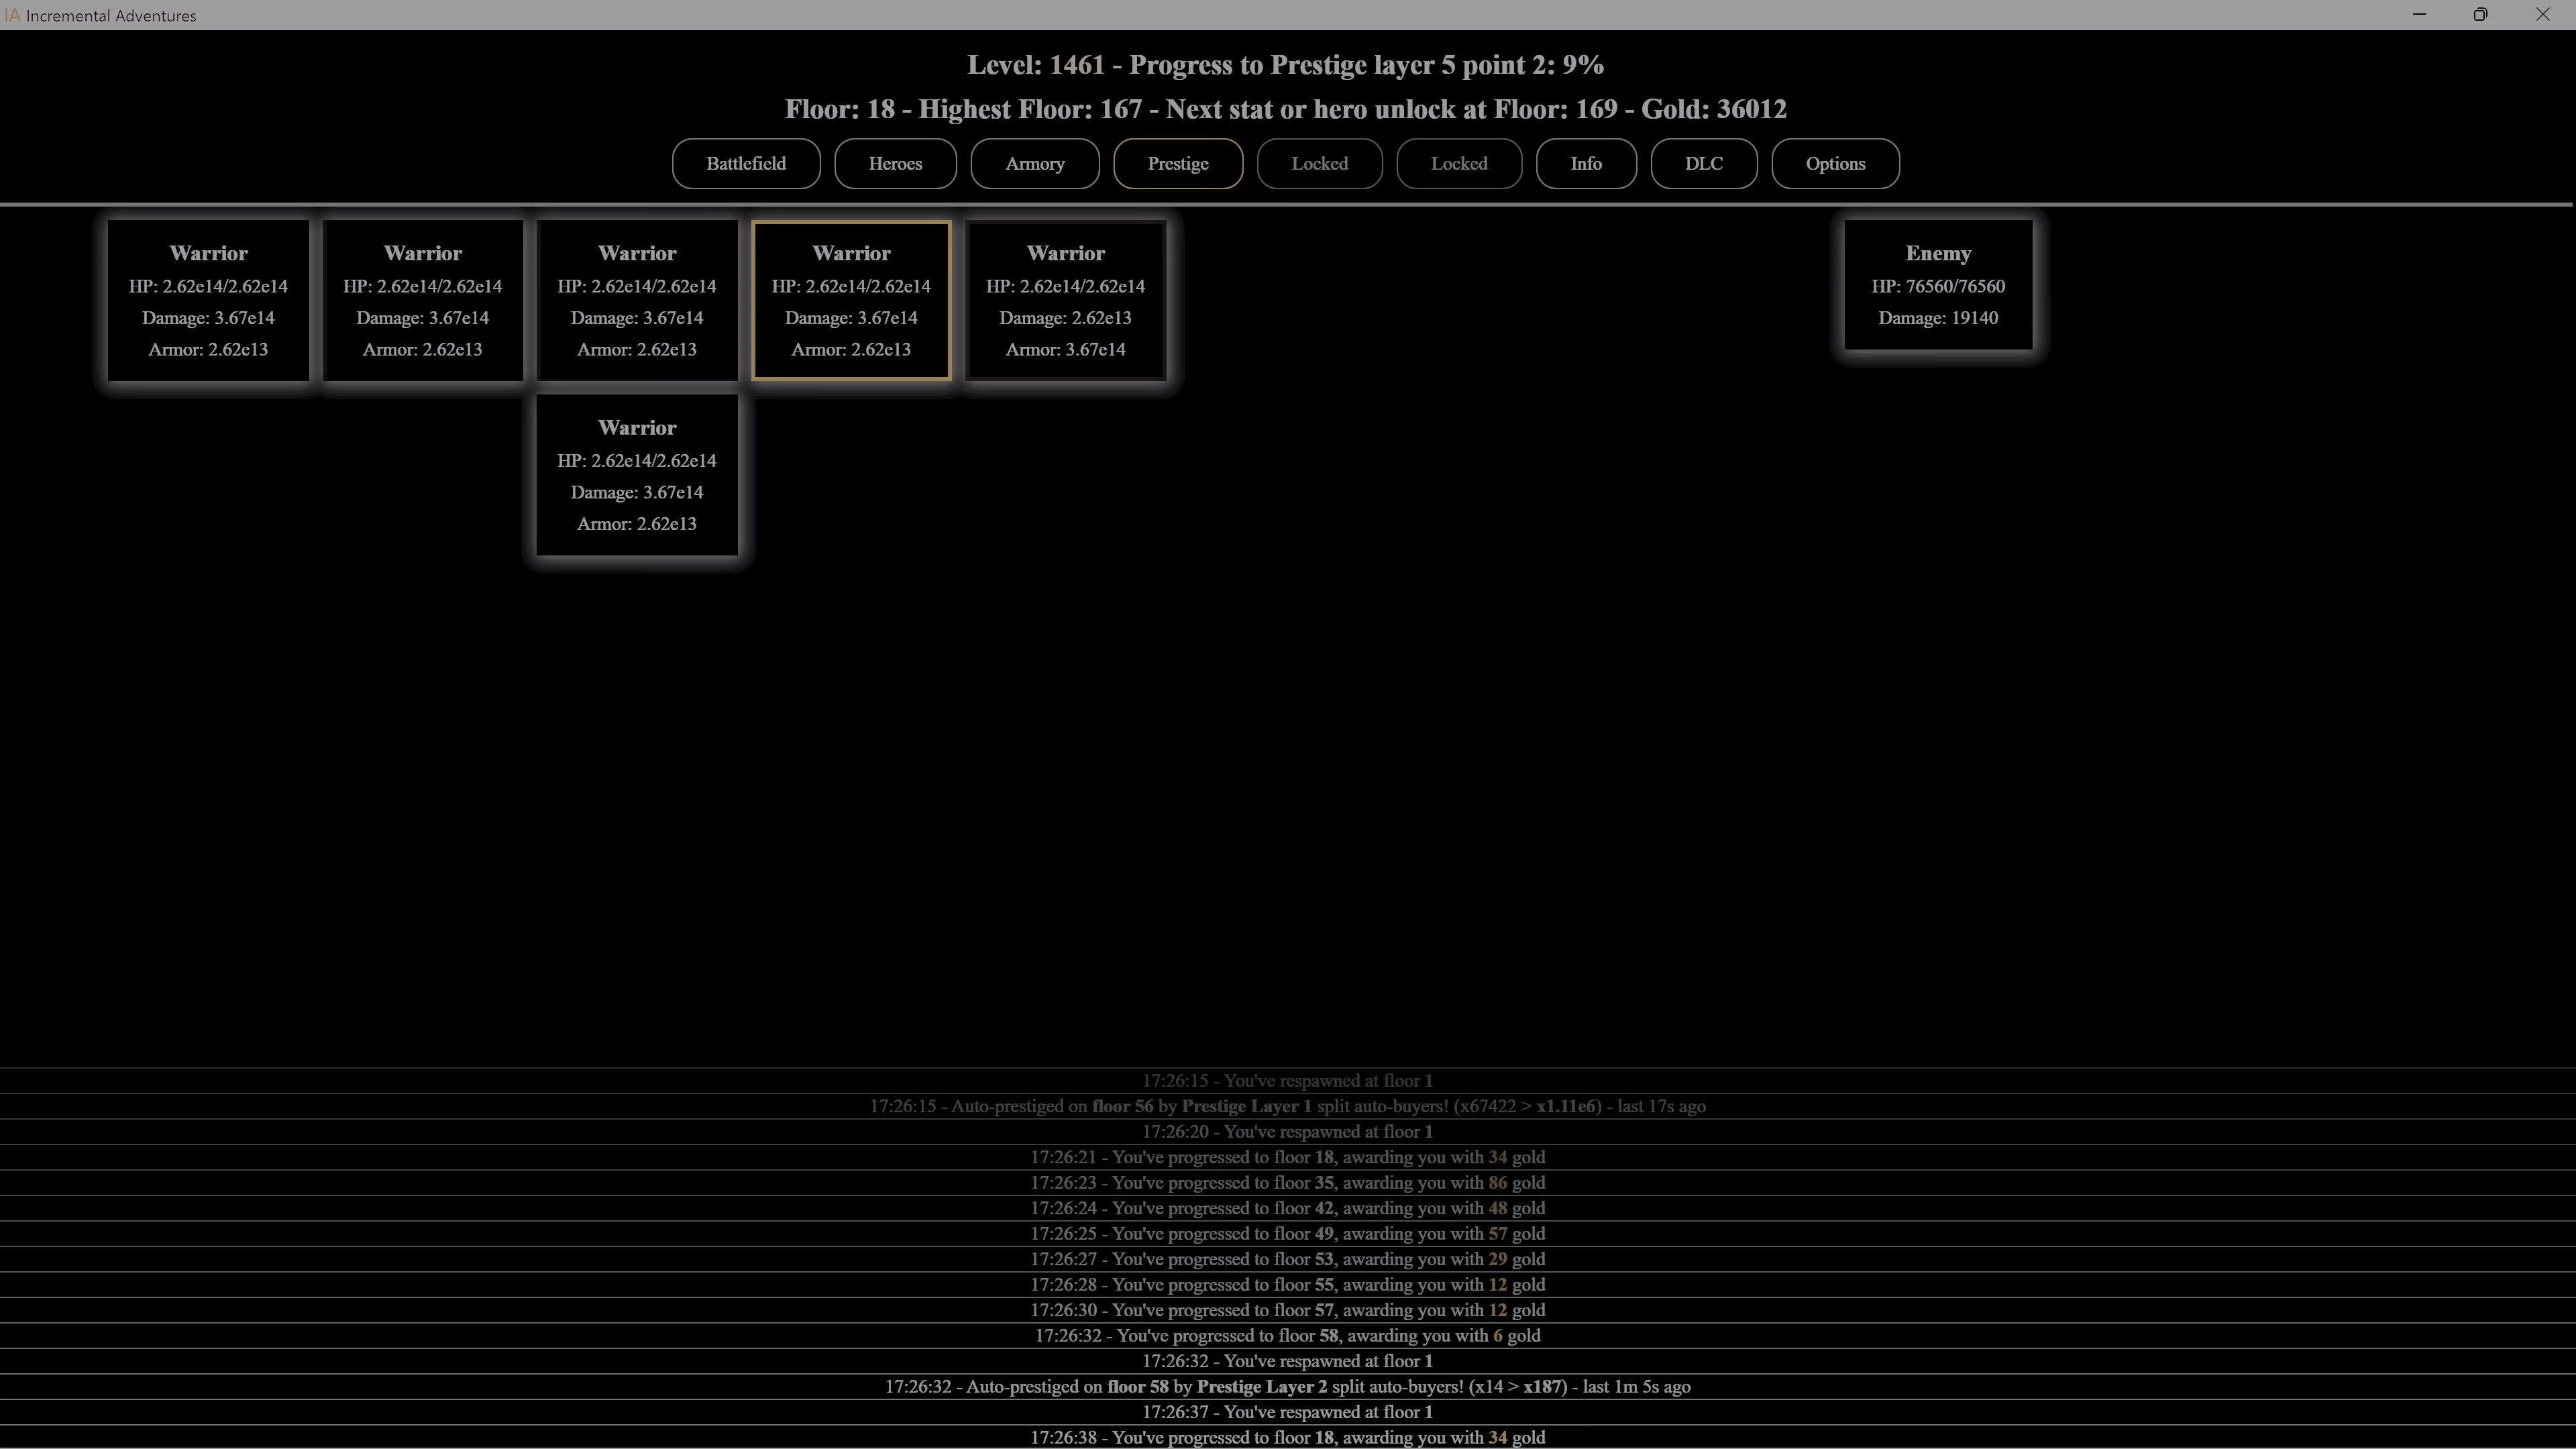 IA Incremental Adventures
Level: 1461 - Progress to Prestige layer 5 point 2: 9%
Floor: 18 - Highest Floor: 167 - Next stat or hero unlock at Floor: 169 - Gold: 36012
Battlefield Heroes Armory Prestige Locked Locked Info DLC Options
Warrior
HP: 2.62e14/2.62e14
Damage: 3.67e14
Armor: 2.62e13
Warrior
HP: 2.62e14/2.62e14
Damage: 3.67e14
Armor: 2.62e13
Warrior
HP: 2.62e14/2.62e14
Damage: 3.67e14
Armor: 2.62e13
Warrior
HP: 2.62e14/2.62e14
Damage: 3.67e14
Armor: 2.62e13
Warrior
HP: 2.62e14/2.62e14
Damage: 2.62e13
Armor: 3.67e14
Enemy
HP: 76560/76560
Damage: 19140
Warrior
HP: 2.62e14/2.62e14
Damage: 3.67e14
Armor: 2.62e13
17:26:15 - You've respawned at floor 1
17:26:15 - Auto-prestiged on floor 56 by Prestige Layer 1 split auto-buyers! (x67422 > x1.11e6) - last 17s ago
17:26:20 - You've respawned at floor 1
17:26:21 - You've progressed to floor 18, awarding you with 34 gold
17:26:23 - You've progressed to floor 35, awarding you with 86 gold
17:26:24 - You've progressed to floor 42, awarding you with 48 gold
17:26:25 - You've progressed to floor 49, awarding you with 57 gold
17:26:27 - You've progressed to floor 53, awarding you with 29 gold
17:26:28 - You've progressed to floor 55, awarding you with 12 gold
17:26:30 - You've progressed to floor 57, awarding you with 12 gold
17:26:32 - You've progressed to floor 58, awarding you with 6 gold
17:26:32 - You've respawned at floor 1
17:26:32 - Auto-prestiged on floor 58 by Prestige Layer 2 split auto-buyers! (x14 > x187) - last 1m 5s ago
17:26:37 - You've respawned at floor 1
17:26:38 - You've progressed to floor 18, awarding you with 34 gold